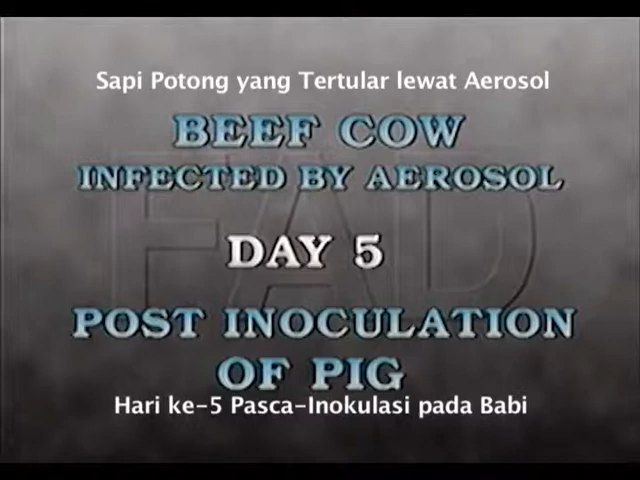 Sapi Potong yang Tertular lewat Aerosol
BEEF COW
INFECTED BY AEROSOL
FAD
DAY 5
POST INOCULATION
OF PIG
Hari ke-5 Pasca-Inokulasi pada Babi